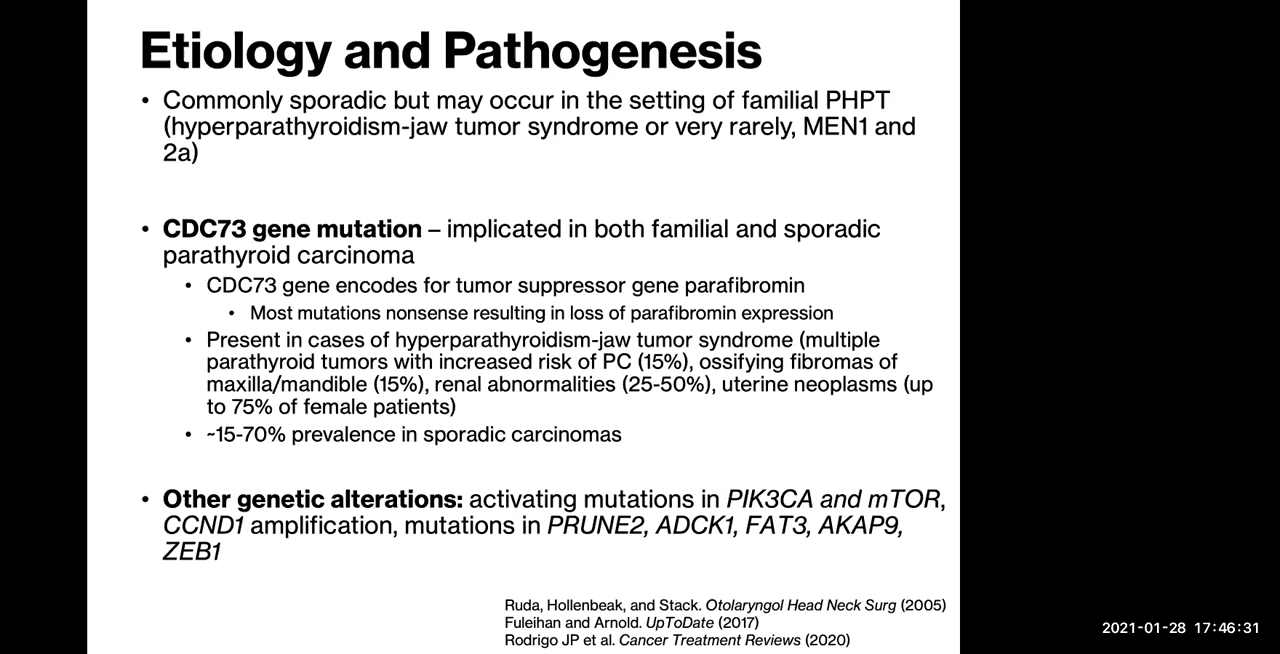 Etiology and Pathogenesis
• Commonly sporadic but may occur in the setting of familial PHPT
(hyperparathyroidism-jaw tumor syndrome or very rarely, MEN1 and
2a)
• CDC73 gene mutation – implicated in both familial and sporadic
parathyroid carcinoma
• CDC73 gene encodes for tumor suppressor gene parafibromin
• Most mutations nonsense resulting in loss of parafibromin expression
• Present in cases of hyperparathyroidism-jaw tumor syndrome (multiple
parathyroid tumors with increased risk of PC (15%), ossifying fibromas of
maxilla/mandible (15%), renal abnormalities (25-50%), uterine neoplasms (up
to 75% of female patients)
• ~15-70% prevalence in sporadic carcinomas
• Other genetic alterations: activating mutations in PIK3CA and mTOR,
CCND1 amplification, mutations in PRUNE2, ADCK1, FAT3, AKAP9,
ZEB1
Ruda, Hollenbeak, and Stack. Otolaryngol Head Neck Surg (2005)
Fuleihan and Arnold. UpToDate (2017)
Rodrigo JP et al. Cancer Treatment Reviews (2020)
2021-01-28 17:46:31